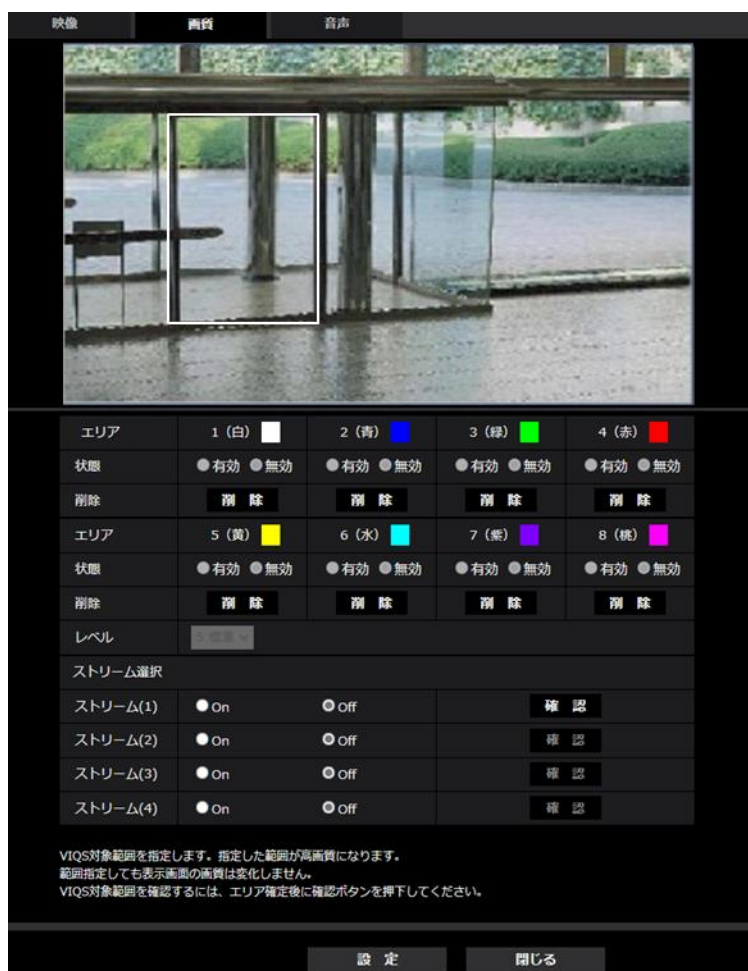 映像 画質 音声
エリア 1（白） 2（青） 3（緑） 4（赤）
状態 有効 無効 有効 無効 有効 無効 有効 無効
削除 削 除 削 除 削 除 削 除
エリア 5（黄） 6（水） 7（紫） 8（桃）
状態 有効 無効 有効 無効 有効 無効 有効 無効
削除 削 除 削 除 削 除 削 除
レベル
ストリーム選択
ストリーム(1) On Off 確 認
ストリーム(2) On Off 確 認
ストリーム(3) On Off 確 認
ストリーム(4) On Off 確 認
VIQS対象範囲を指定します。指定した範囲が高画質になります。
範囲指定しても表示画面の画質は変化しません。
VIQS対象範囲を確認するには、エリア確定後に確認ボタンを押下してください。
設 定 閉じる